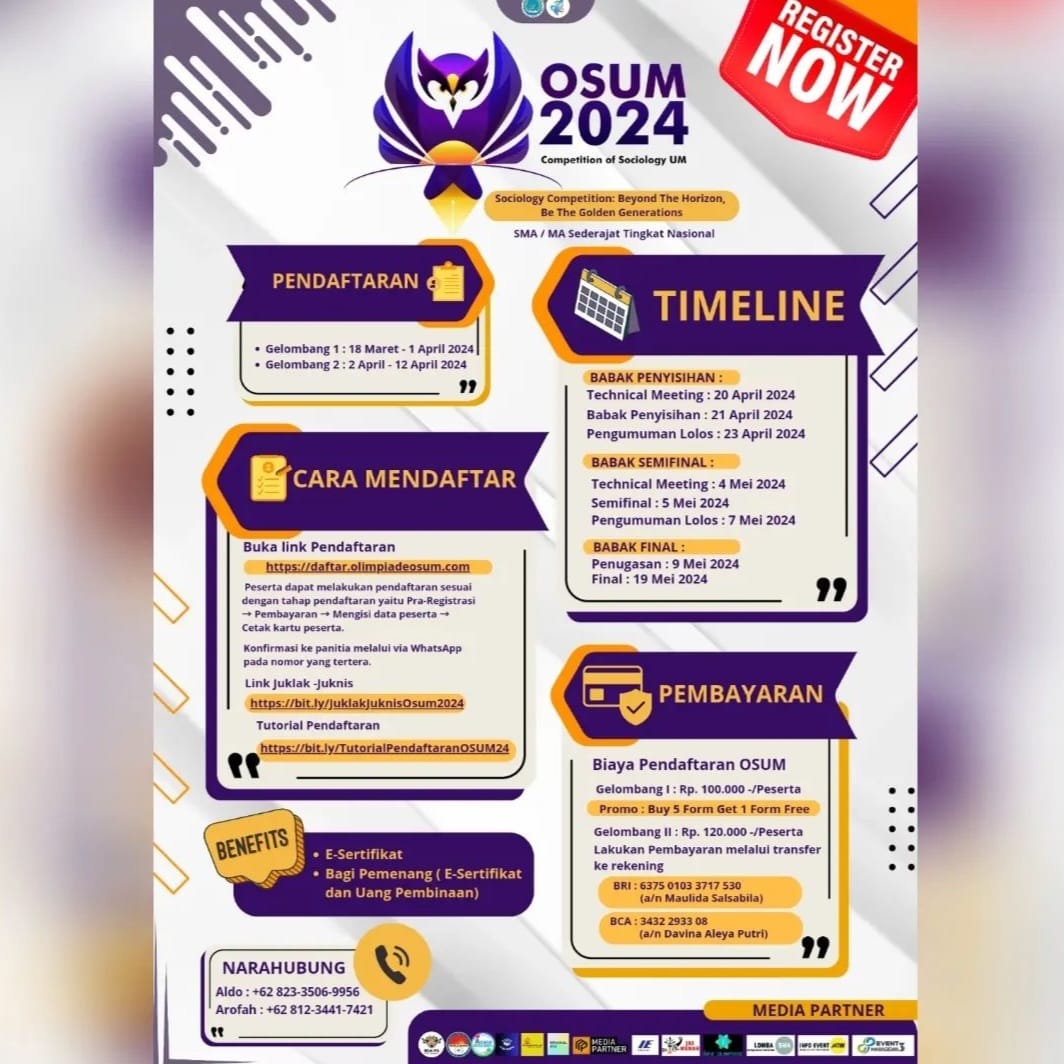 REGISTER
NOW
OSUM
2024
Competition of Sociology UM
Sociology Competition: Beyond The Horizon,
Be The Golden Generations
SMA / MA Sederajat Tingkat Nasional
PENDAFTARAN
• Gelombang 1 : 18 Maret - 1 April 2024
• Gelombang 2 : 2 April - 12 April 2024
TIMELINE
BABAK PENYISIHAN :
Technical Meeting : 20 April 2024
Babak Penyisihan : 21 April 2024
Pengumuman Lolos : 23 April 2024
BABAK SEMIFINAL :
Technical Meeting : 4 Mei 2024
Semifinal : 5 Mei 2024
Pengumuman Lolos : 7 Mei 2024
BABAK FINAL :
Penugasan : 9 Mei 2024
Final : 19 Mei 2024
CARA MENDAFTAR
Buka link Pendaftaran
https://daftar.olimpiadeosum.com
Peserta dapat melakukan pendaftaran sesuai
dengan tahap pendaftaran yaitu Pra-Registrasi
→ Pembayaran → Mengisi data peserta →
Cetak kartu peserta.
Konfirmasi ke panitia melalui via WhatsApp
pada nomor yang tertera.
Link Juklak -Juknis
https://bit.ly/JuklakJuknisOsum2024
Tutorial Pendaftaran
https://bit.ly/TutorialPendaftaranOSUM24
PEMBAYARAN
Biaya Pendaftaran OSUM
Gelombang I : Rp. 100.000 -/Peserta
Promo : Buy 5 Form Get 1 Form Free
Gelombang II : Rp. 120.000 -/Peserta
Lakukan Pembayaran melalui transfer
ke rekening
BRI : 6375 0103 3717 530
(a/n Maulida Salsabila)
BCA : 3432 2933 08
(a/n Davina Aleya Putri)
BENEFITS
• E-Sertifikat
• Bagi Pemenang ( E-Sertifikat
dan Uang Pembinaan)
NARAHUBUNG
Aldo : +62 823-3506-9956
Arofah : +62 812-3441-7421
MEDIA PARTNER
MEDIA
PARTNER
IE
LOMBA SMA
INFO EVENT
EVENT